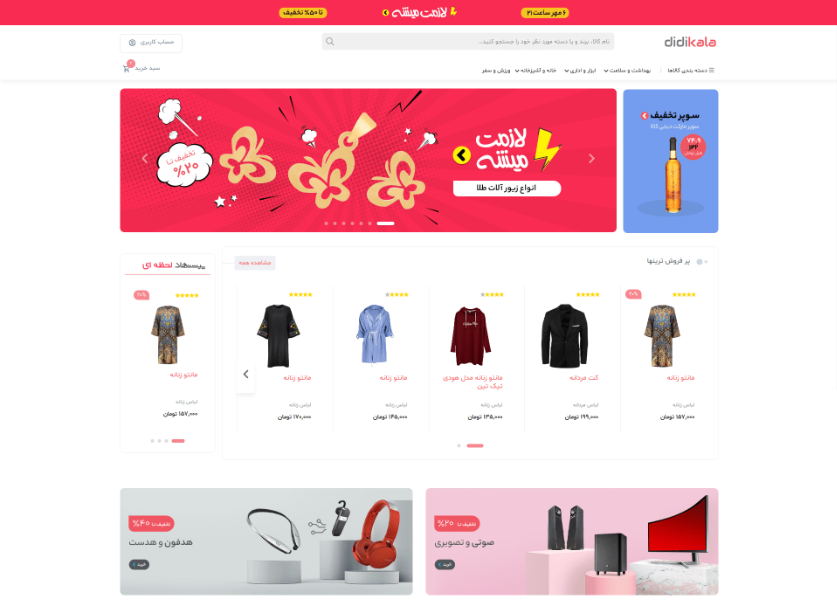 ۶ مهر ساعت ۲۱
لازمت میشه
تا ۵۰% تخفیف
didikala
نام کالا، برند و یا دسته مورد نظر خود را جستجو کنید...
حساب کاربری
دسته بندی کالاها
بهداشت و سلامت
ابزار و اداری
خانه و آشپزخانه
ورزش و سفر
سبد خرید
سوپر تخفیف
سوپر مارکت دیجی کالا
۷۴,۹
لازمت میشه
انواع زیور آلات طلا
تخفیف تا
%۲۰
پر فروش ترینها
مشاهده همه
پیشنهاد لحظه ای
۲۰%
مانتو زنانه
لباس زنانه
۱۵۷,۰۰۰ تومان
کت مردانه
لباس مردانه
۱۹۹,۰۰۰ تومان
مانتو زنانه مدل هودی
تیک تین
لباس زنانه
۱۳۵,۰۰۰ تومان
مانتو زنانه
لباس زنانه
۱۴۵,۰۰۰ تومان
مانتو زنانه
لباس زنانه
۱۷۰,۰۰۰ تومان
۲۰%
مانتو زنانه
لباس زنانه
۱۵۷,۰۰۰ تومان
تخفیف تا ۲۰%
صوتی و تصویری
خرید
تخفیف تا ۴۰%
هدفون و هدست
خرید